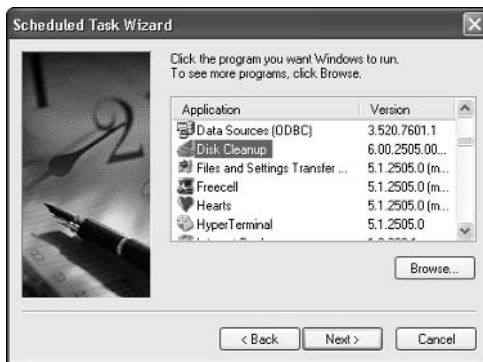 Scheduled Task Wizard
Click the program you want Windows to run.
To see more programs, click Browse.
Application Version
Data Sources (ODBC) 3.520.7601.1
Disk Cleanup 6.00.2505.00...
Files and Settings Transfer ... 5.1.2505.0 (m...
Freecell 5.1.2505.0 (m...
Hearts 5.1.2505.0 (m...
HyperTerminal 5.1.2505.0
Browse...
< Back Next > Cancel